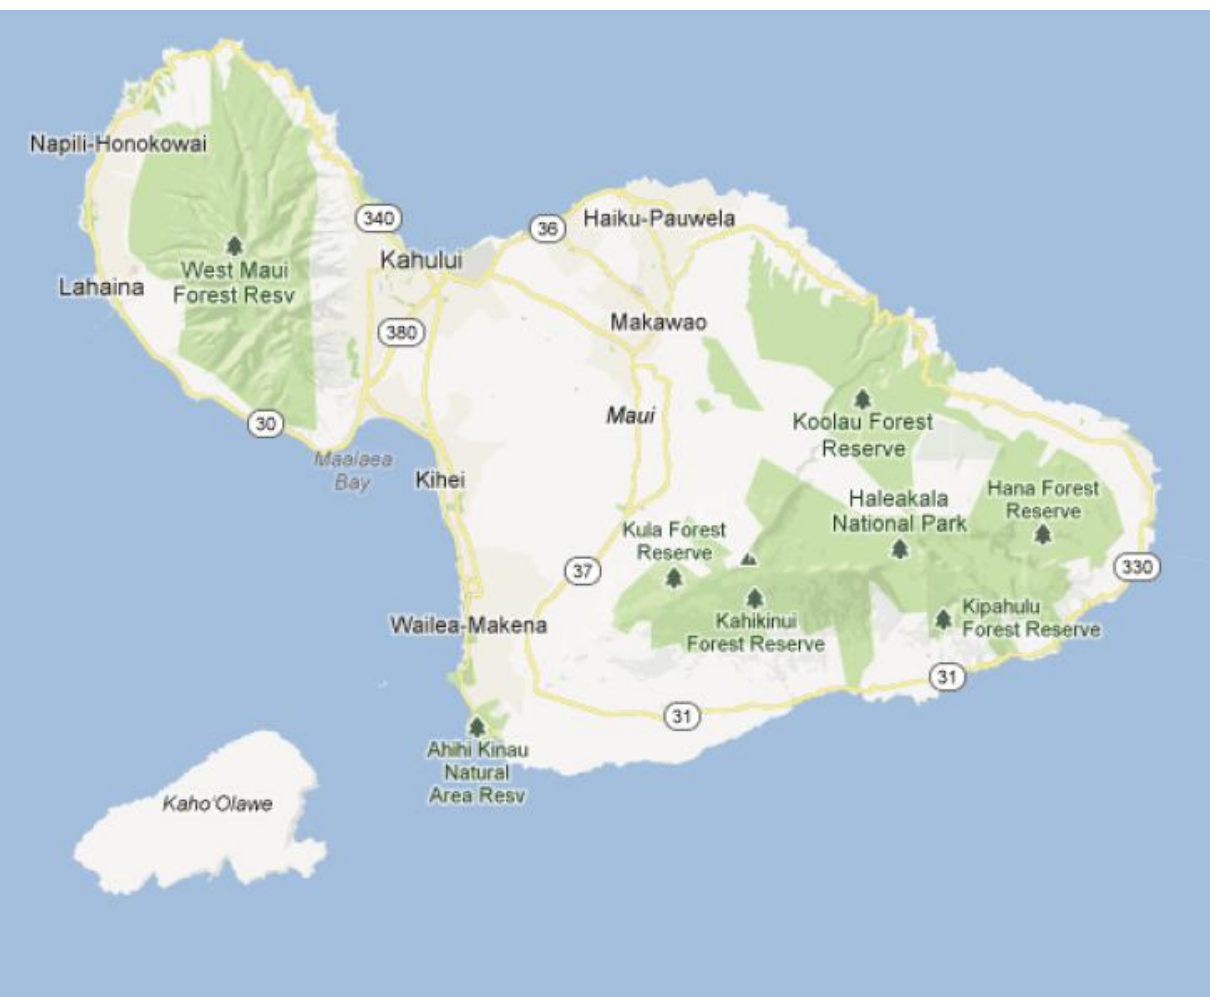 Napili-Honokowai
340
36
Haiku-Pauwela
West Maui
Forest Resv
Kahului
Lahaina
380
Makawao
30
Maui
Koolau Forest
Reserve
Maalaea
Bay
Kihei
Haleakala
National Park
Hana Forest
Reserve
Kula Forest
Reserve
37
330
Wailea-Makena
Kahikinui
Forest Reserve
Kipahulu
Forest Reserve
31
31
Ahihi Kinau
Natural
Area Resv
Kaho'Olawe